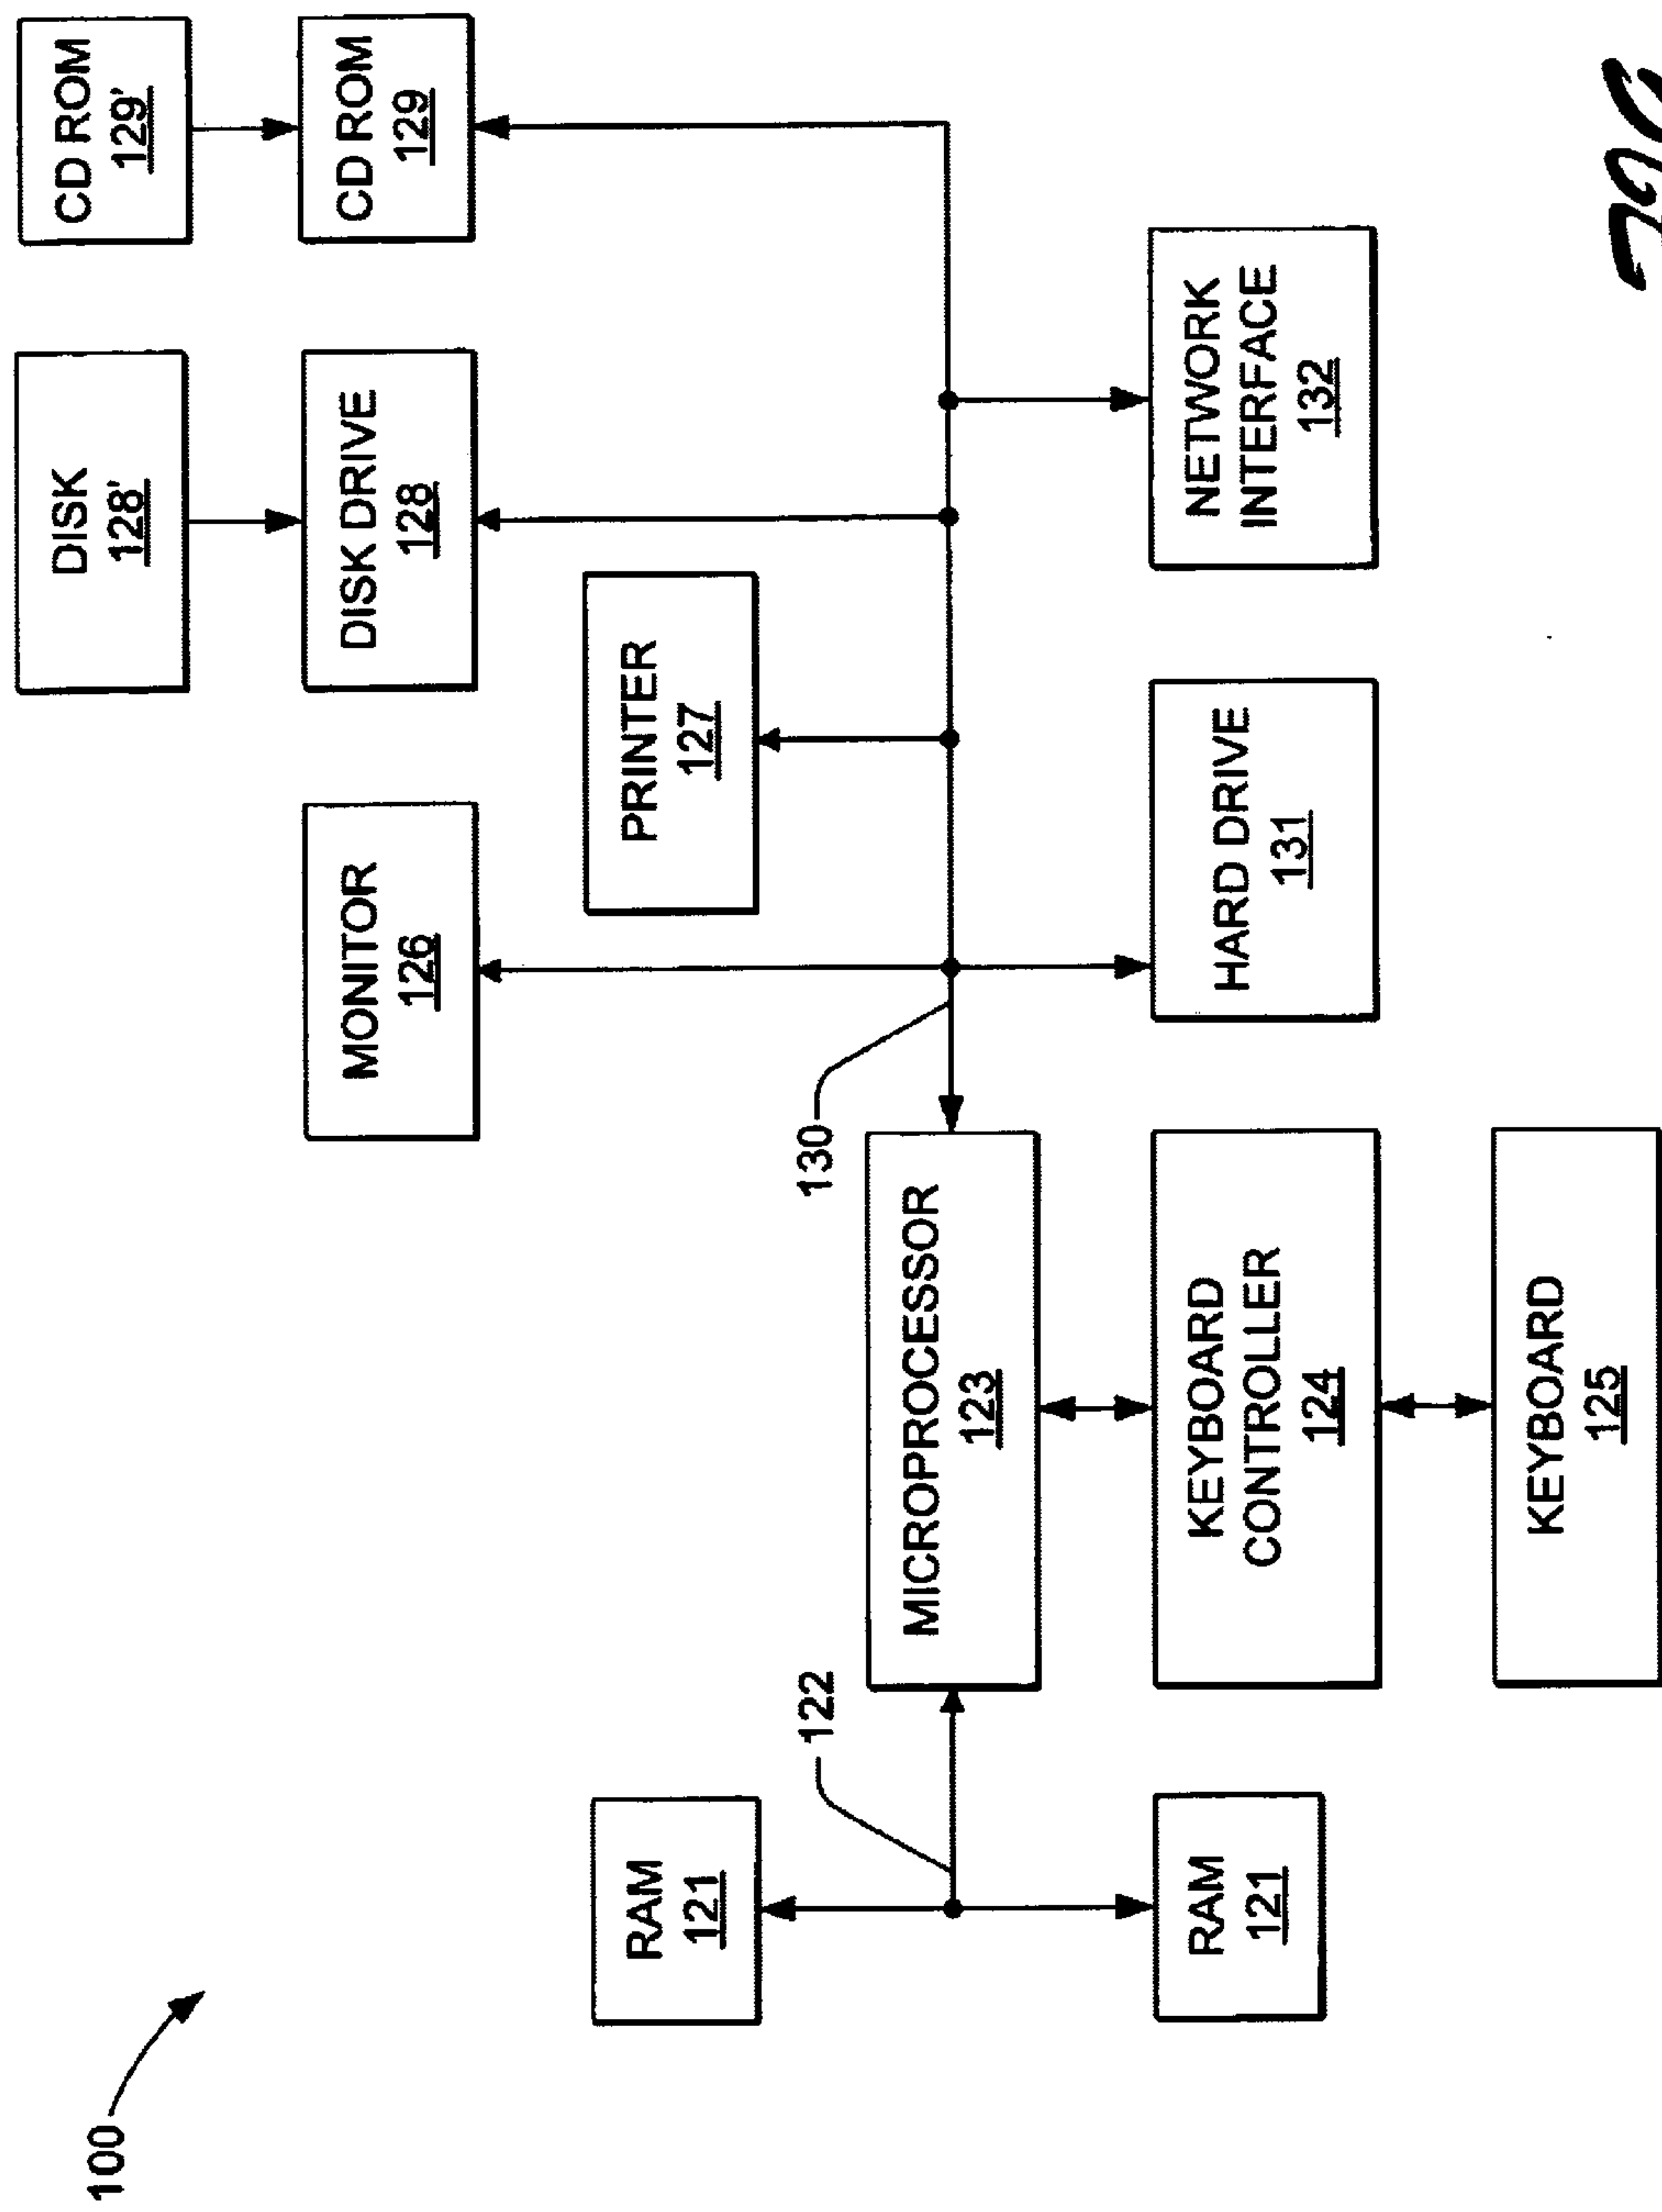 100
DISK
128'
CD ROM
129'
MONITOR
126
DISK DRIVE
128
CD ROM
129
RAM
121
PRINTER
127
122
130
MICROPROCESSOR
123
RAM
121
KEYBOARD
CONTROLLER
124
HARD DRIVE
131
NETWORK
INTERFACE
132
KEYBOARD
125